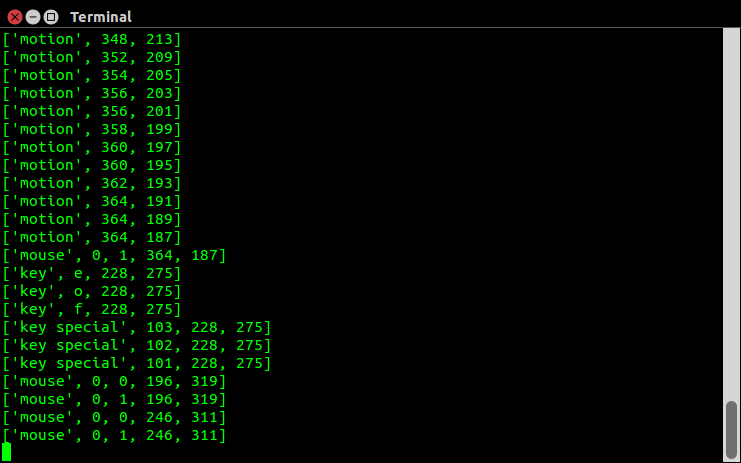 Terminal
['motion', 348, 213]
['motion', 352, 209]
['motion', 354, 205]
['motion', 356, 203]
['motion', 356, 201]
['motion', 358, 199]
['motion', 360, 197]
['motion', 360, 195]
['motion', 362, 193]
['motion', 364, 191]
['motion', 364, 189]
['motion', 364, 187]
['mouse', 0, 1, 364, 187]
['key', e, 228, 275]
['key', o, 228, 275]
['key', f, 228, 275]
['key special', 103, 228, 275]
['key special', 102, 228, 275]
['key special', 101, 228, 275]
['mouse', 0, 0, 196, 319]
['mouse', 0, 1, 196, 319]
['mouse', 0, 0, 246, 311]
['mouse', 0, 1, 246, 311]